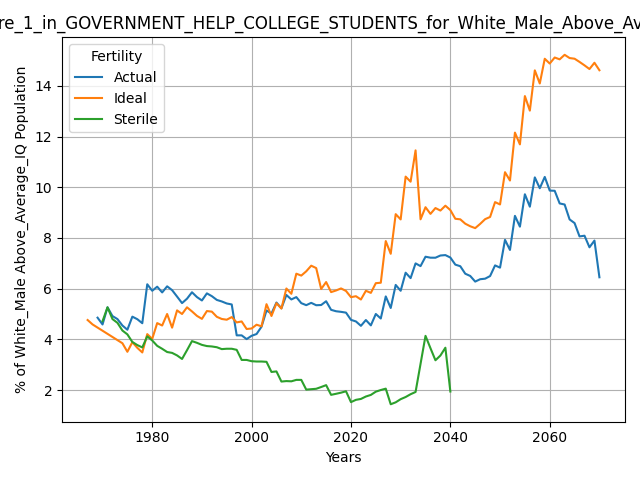 re_1_in_GOVERNMENT_HELP_COLLEGE_STUDENTS_for_White_Male_Above_Av
Fertility
Actual
Ideal
Sterile
% of White_Male Above_Average_IQ Population
14
12
10
8
6
4
2
1980 2000 2020 2040 2060
Years